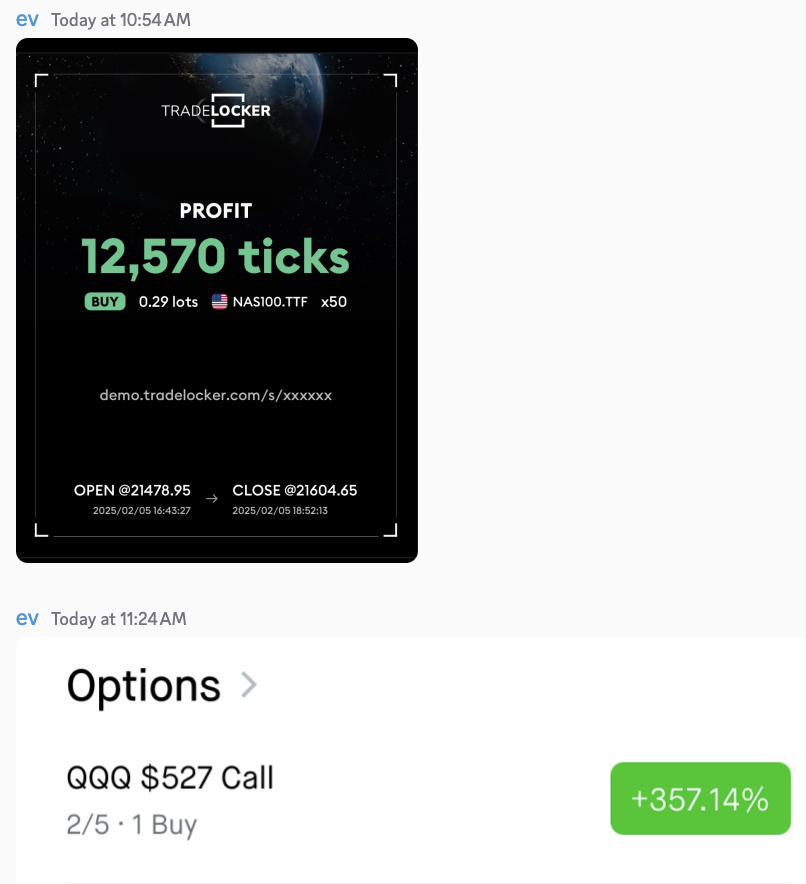 ev Today at 10:54 AM
TRADELOCKER
PROFIT
12,570 ticks
BUY 0.29 lots NAS100.TTF x50
demo.tradelocker.com/s/xxxxxx
OPEN @21478.95 → CLOSE @21604.65
2025/02/05 16:43:27 2025/02/05 18:52:13
ev Today at 11:24 AM
Options >
QQQ $527 Call
2/5 · 1 Buy
+357.14%